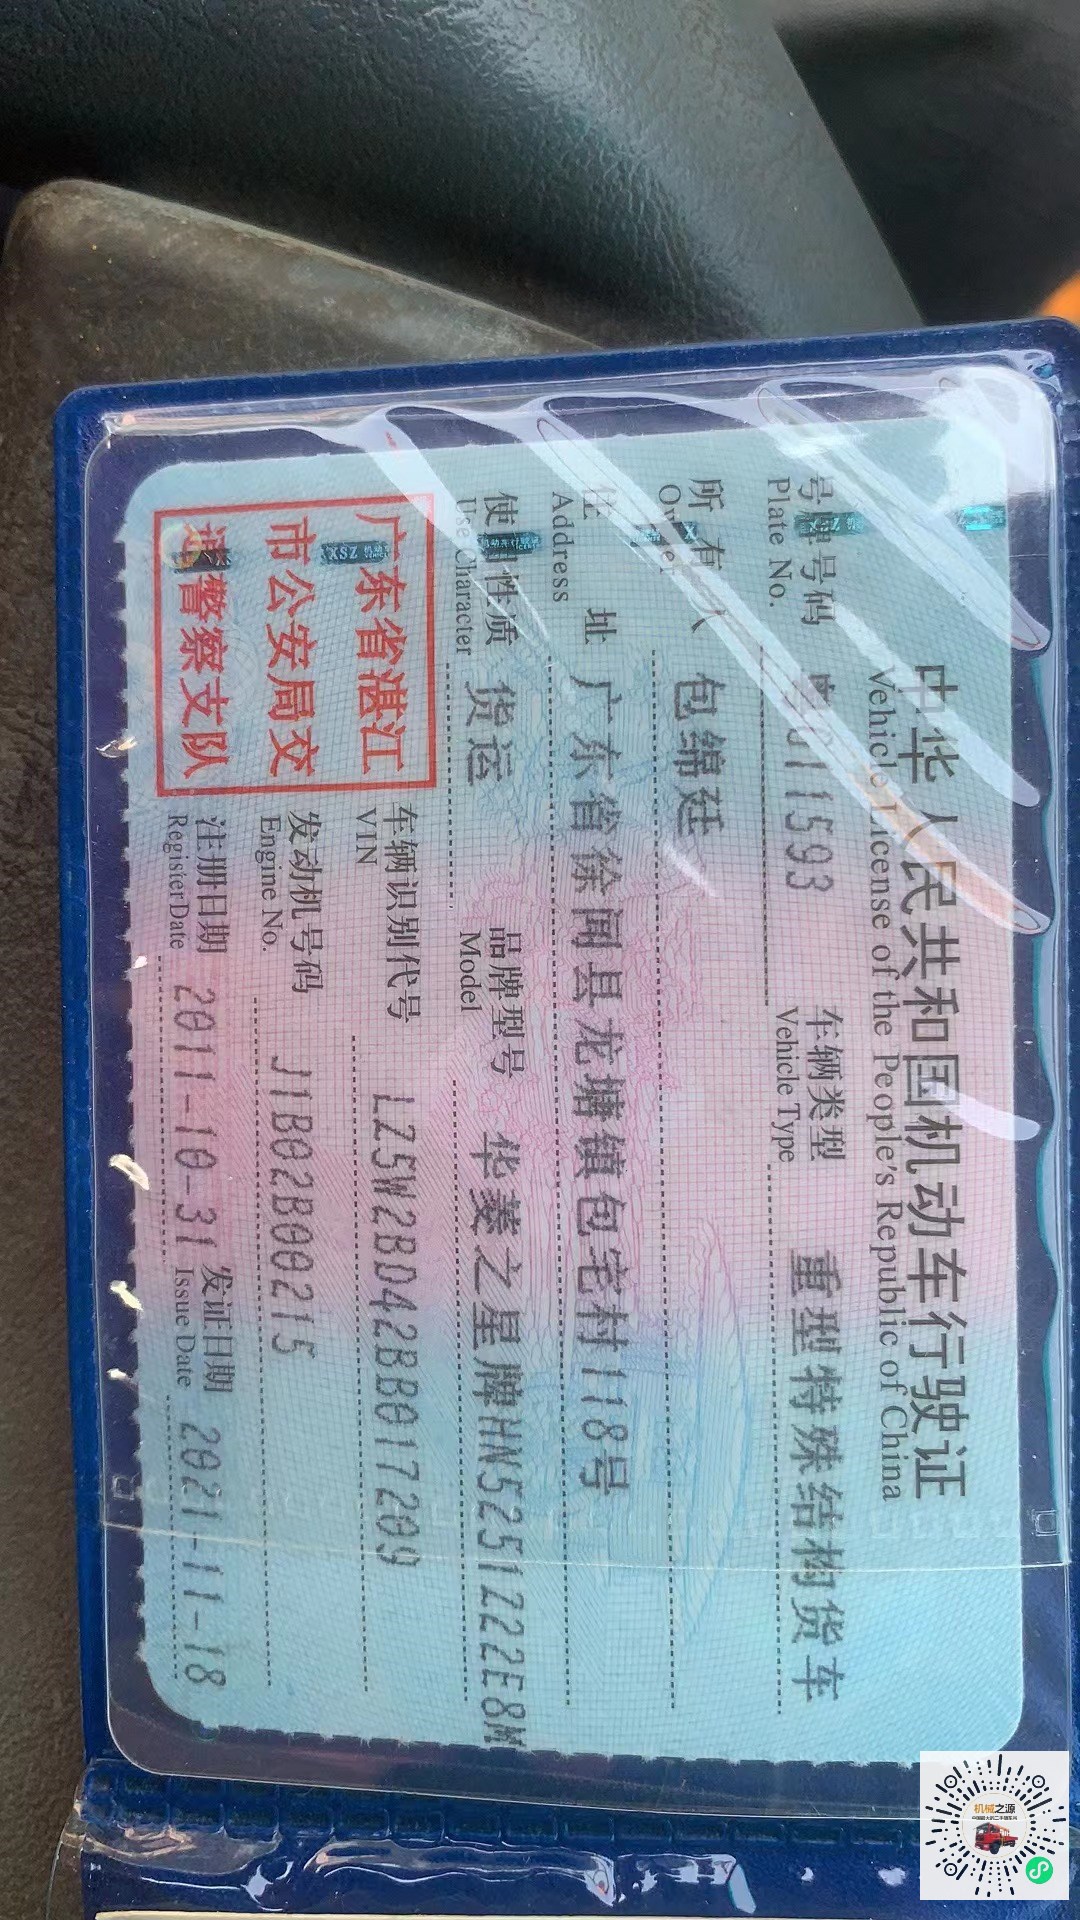 中华人民共和国机动车行驶证
Vehicle License of the People's Republic of China
号牌号码
Plate No.
J11593
车辆类型
Vehicle Type
重型特殊结构货车
所有人
Owner
包绵廷
住址
Address
广东省徐闻县龙塘镇包宅村118号
使用性质
Use Character
货运
品牌型号
Model
华菱之星牌HN5251Z22E8M
广东省湛江
市公安局交
通警察支队
车辆识别代号
VIN
LZ5W2BD42BB017209
发动机号码
Engine No.
J1B02B00215
注册日期
Register Date
2011-10-31
发证日期
Issue Date
2021-11-18
机械之源